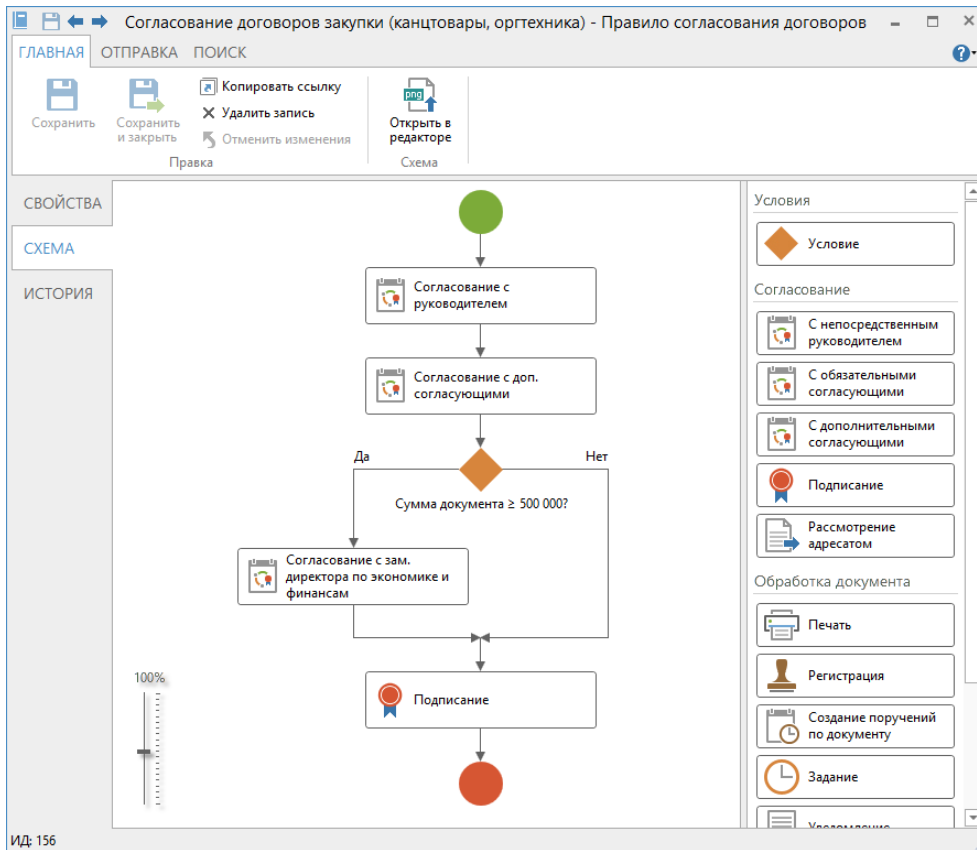 Согласование договоров закупки (канцтовары, оргтехника) - Правило согласования договоров
ГЛАВНАЯ ОТПРАВКА ПОИСК
Сохранить
Сохранить
и закрыть
Копировать ссылку
Удалить запись
Отменить изменения
Правка
png
Открыть в
редакторе
Схема
СВОЙСТВА
СХЕМА
ИСТОРИЯ
Согласование с
руководителем
Согласование с доп.
согласующими
Да
Нет
Сумма документа ≥ 500 000?
Согласование с зам.
директора по экономике и
финансам
Подписание
100%
Условия
Условие
Согласование
С непосредственным
руководителем
С обязательными
согласующими
С дополнительными
согласующими
Подписание
Рассмотрение
адресатом
Обработка документа
Печать
Регистрация
Создание поручений
по документу
Задание
Уведомление
ИД: 156